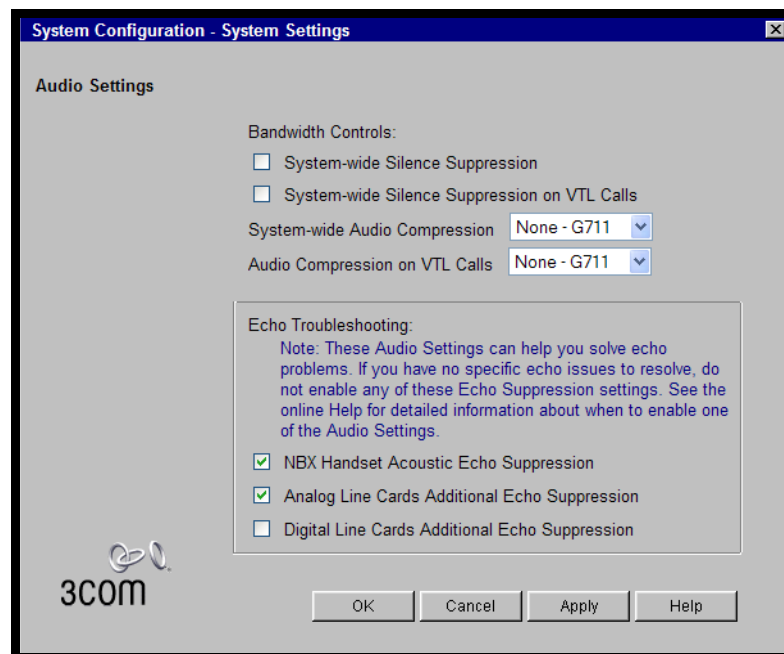 System Configuration - System Settings
Audio Settings
Bandwidth Controls:
System-wide Silence Suppression
System-wide Silence Suppression on VTL Calls
System-wide Audio Compression None - G711
Audio Compression on VTL Calls None - G711
Echo Troubleshooting:
Note: These Audio Settings can help you solve echo
problems. If you have no specific echo issues to resolve, do
not enable any of these Echo Suppression settings. See the
online Help for detailed information about when to enable one
of the Audio Settings.
NBX Handset Acoustic Echo Suppression
Analog Line Cards Additional Echo Suppression
Digital Line Cards Additional Echo Suppression
3COM
OK Cancel Apply Help